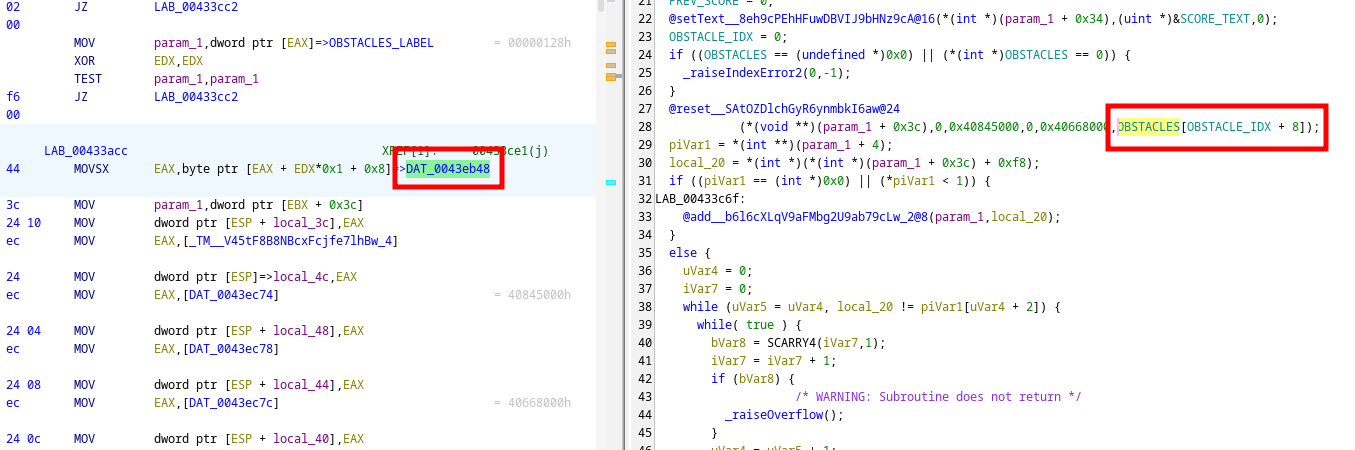 02 JZ LAB_00433cc2
00
MOV param_1,dword ptr [EAX]=>OBSTACLES_LABEL = 00000128h
XOR EDX,EDX
TEST param_1,param_1
f6 JZ LAB_00433cc2
00
LAB_00433acc XREF[1]: 00433ce1(j)
44 MOVSX EAX,byte ptr [EAX + EDX*0x1 + 0x8]=>DAT_0043eb48
3c MOV param_1,dword ptr [EBX + 0x3c]
24 10 MOV dword ptr [ESP + local_3c],EAX
ec MOV EAX,[_TM__V45tF8B8NBcxFcjfe7lhBw_4]
24 MOV dword ptr [ESP]=>local_4c,EAX
ec MOV EAX,[DAT_0043ec74] = 40845000h
24 04 MOV dword ptr [ESP + local_48],EAX
ec MOV EAX,[DAT_0043ec78]
24 08 MOV dword ptr [ESP + local_44],EAX
ec MOV EAX,[DAT_0043ec7c] = 40668000h
24 0c MOV dword ptr [ESP + local_40],EAX
21 PREV_SCORE = 0;
22 @setText__8eh9cPEhHFuwDBVIJ9bHNz9cA@16(*(int *)(param_1 + 0x34),(uint *)&SCORE_TEXT,0);
23 OBSTACLE_IDX = 0;
24 if ((OBSTACLES == (undefined *)0x0) || (*(int *)OBSTACLES == 0)) {
25 _raiseIndexError2(0,-1);
26 }
27 @reset__SAtOZDlchGyR6ynmbkI6aw@24
28 (*(void **)(param_1 + 0x3c),0,0x40845000,0,0x40668000,OBSTACLES[OBSTACLE_IDX + 8]);
29 piVar1 = *(int **)(param_1 + 4);
30 local_20 = *(int *)(*(int *)(param_1 + 0x3c) + 0xf8);
31 if ((piVar1 == (int *)0x0) || (*piVar1 < 1)) {
32 LAB_00433c6f:
33 @add__b6l6cXLqV9aFMbg2U9ab79cLw_2@8(param_1,local_20);
34 }
35 else {
36 uVar4 = 0;
37 iVar7 = 0;
38 while (uVar5 = uVar4, local_20 != piVar1[uVar4 + 2]) {
39 while( true ) {
40 bVar8 = SCARRY4(iVar7,1);
41 iVar7 = iVar7 + 1;
42 if (bVar8) {
43 /* WARNING: Subroutine does not return */
44 _raiseOverflow();
45 }
46 uVar4 = uVar5 + 1;